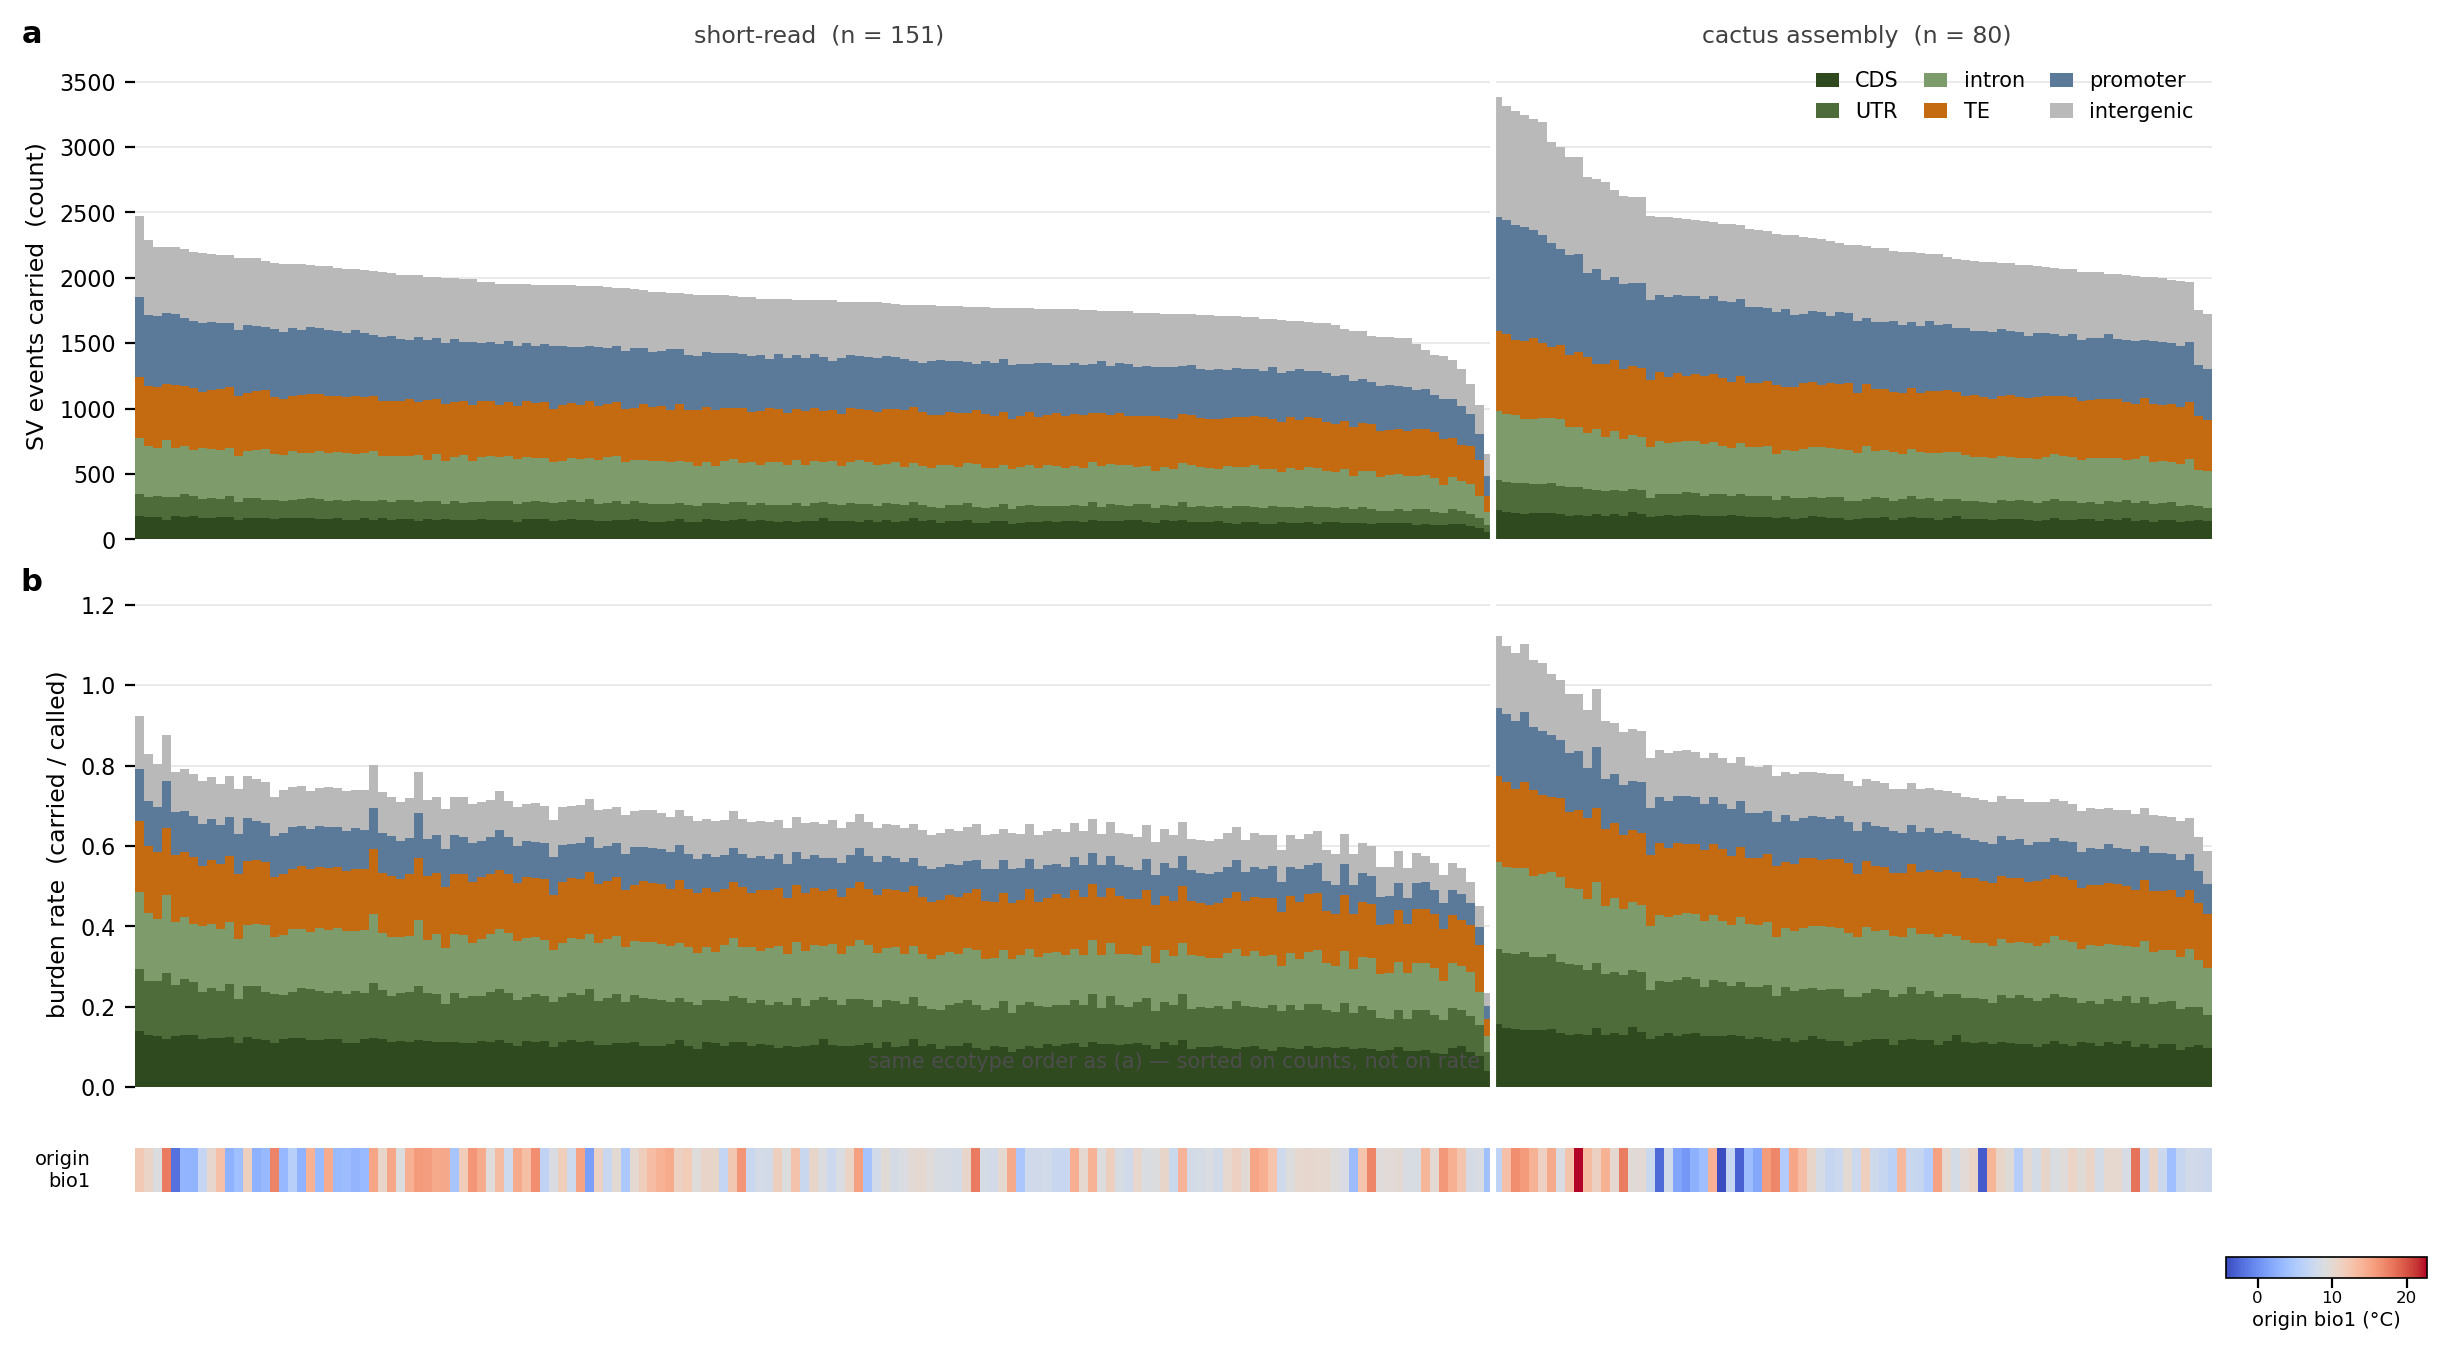 a
short-read (n = 151)
cactus assembly (n = 80)
SV events carried (count)
3500
3000
2500
2000
1500
1000
500
0
CDS
intron
promoter
UTR
TE
intergenic
b
burden rate (carried / called)
1.2
1.0
0.8
0.6
0.4
0.2
0.0
same ecotype order as (a) — sorted on counts, not on rate
origin
bio1
0 10 20
origin bio1 (°C)